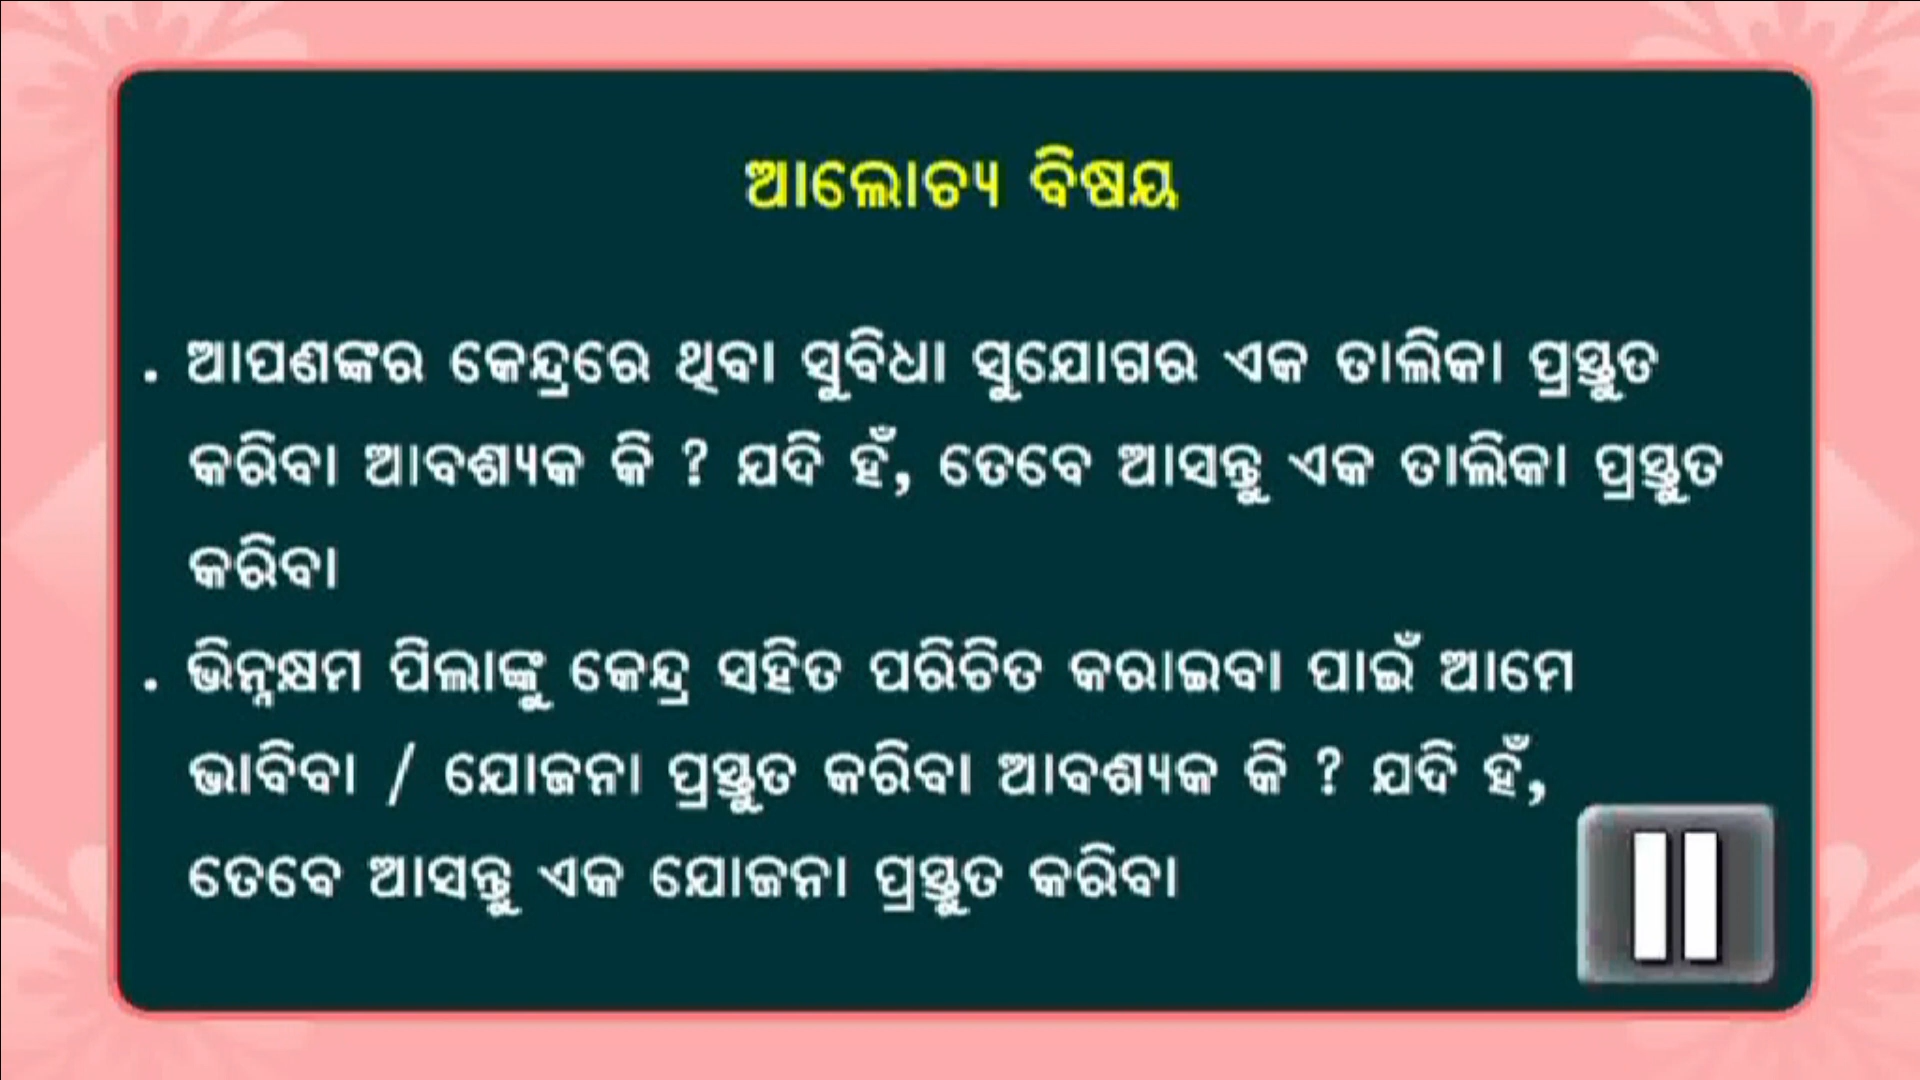 ଆଲୋଚ୍ୟ ବିଷୟ
. ଆପଣଙ୍କର କେନ୍ଦ୍ରରେ ଥିବା ସୁବିଧା ସୁଯୋଗର ଏକ ତାଲିକା ପ୍ରସ୍ତୁତ
କରିବା ଆବଶ୍ୟକ କି ? ଯଦି ହଁ, ତେବେ ଆସନ୍ତୁ ଏକ ତାଲିକା ପ୍ରସ୍ତୁତ
କରିବା
. ଭିନ୍ନକ୍ଷମ ପିଲାଙ୍କୁ କେନ୍ଦ୍ର ସହିତ ପରିଚିତ କରାଇବା ପାଇଁ ଆମେ
ଭାବିବା / ଯୋଜନା ପ୍ରସ୍ତୁତ କରିବା ଆବଶ୍ୟକ କି ? ଯଦି ହଁ,
ତେବେ ଆସନ୍ତୁ ଏକ ଯୋଜନା ପ୍ରସ୍ତୁତ କରିବା